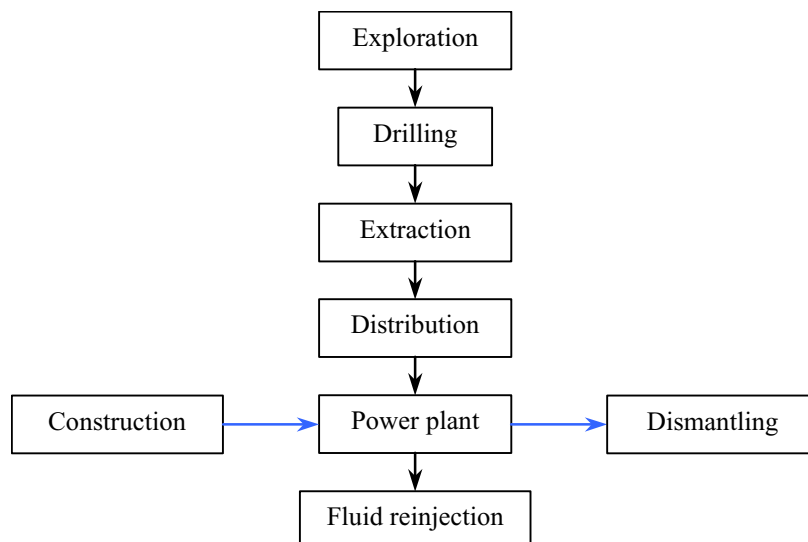 Exploration
Drilling
Extraction
Distribution
Construction
Power plant
Dismantling
Fluid reinjection